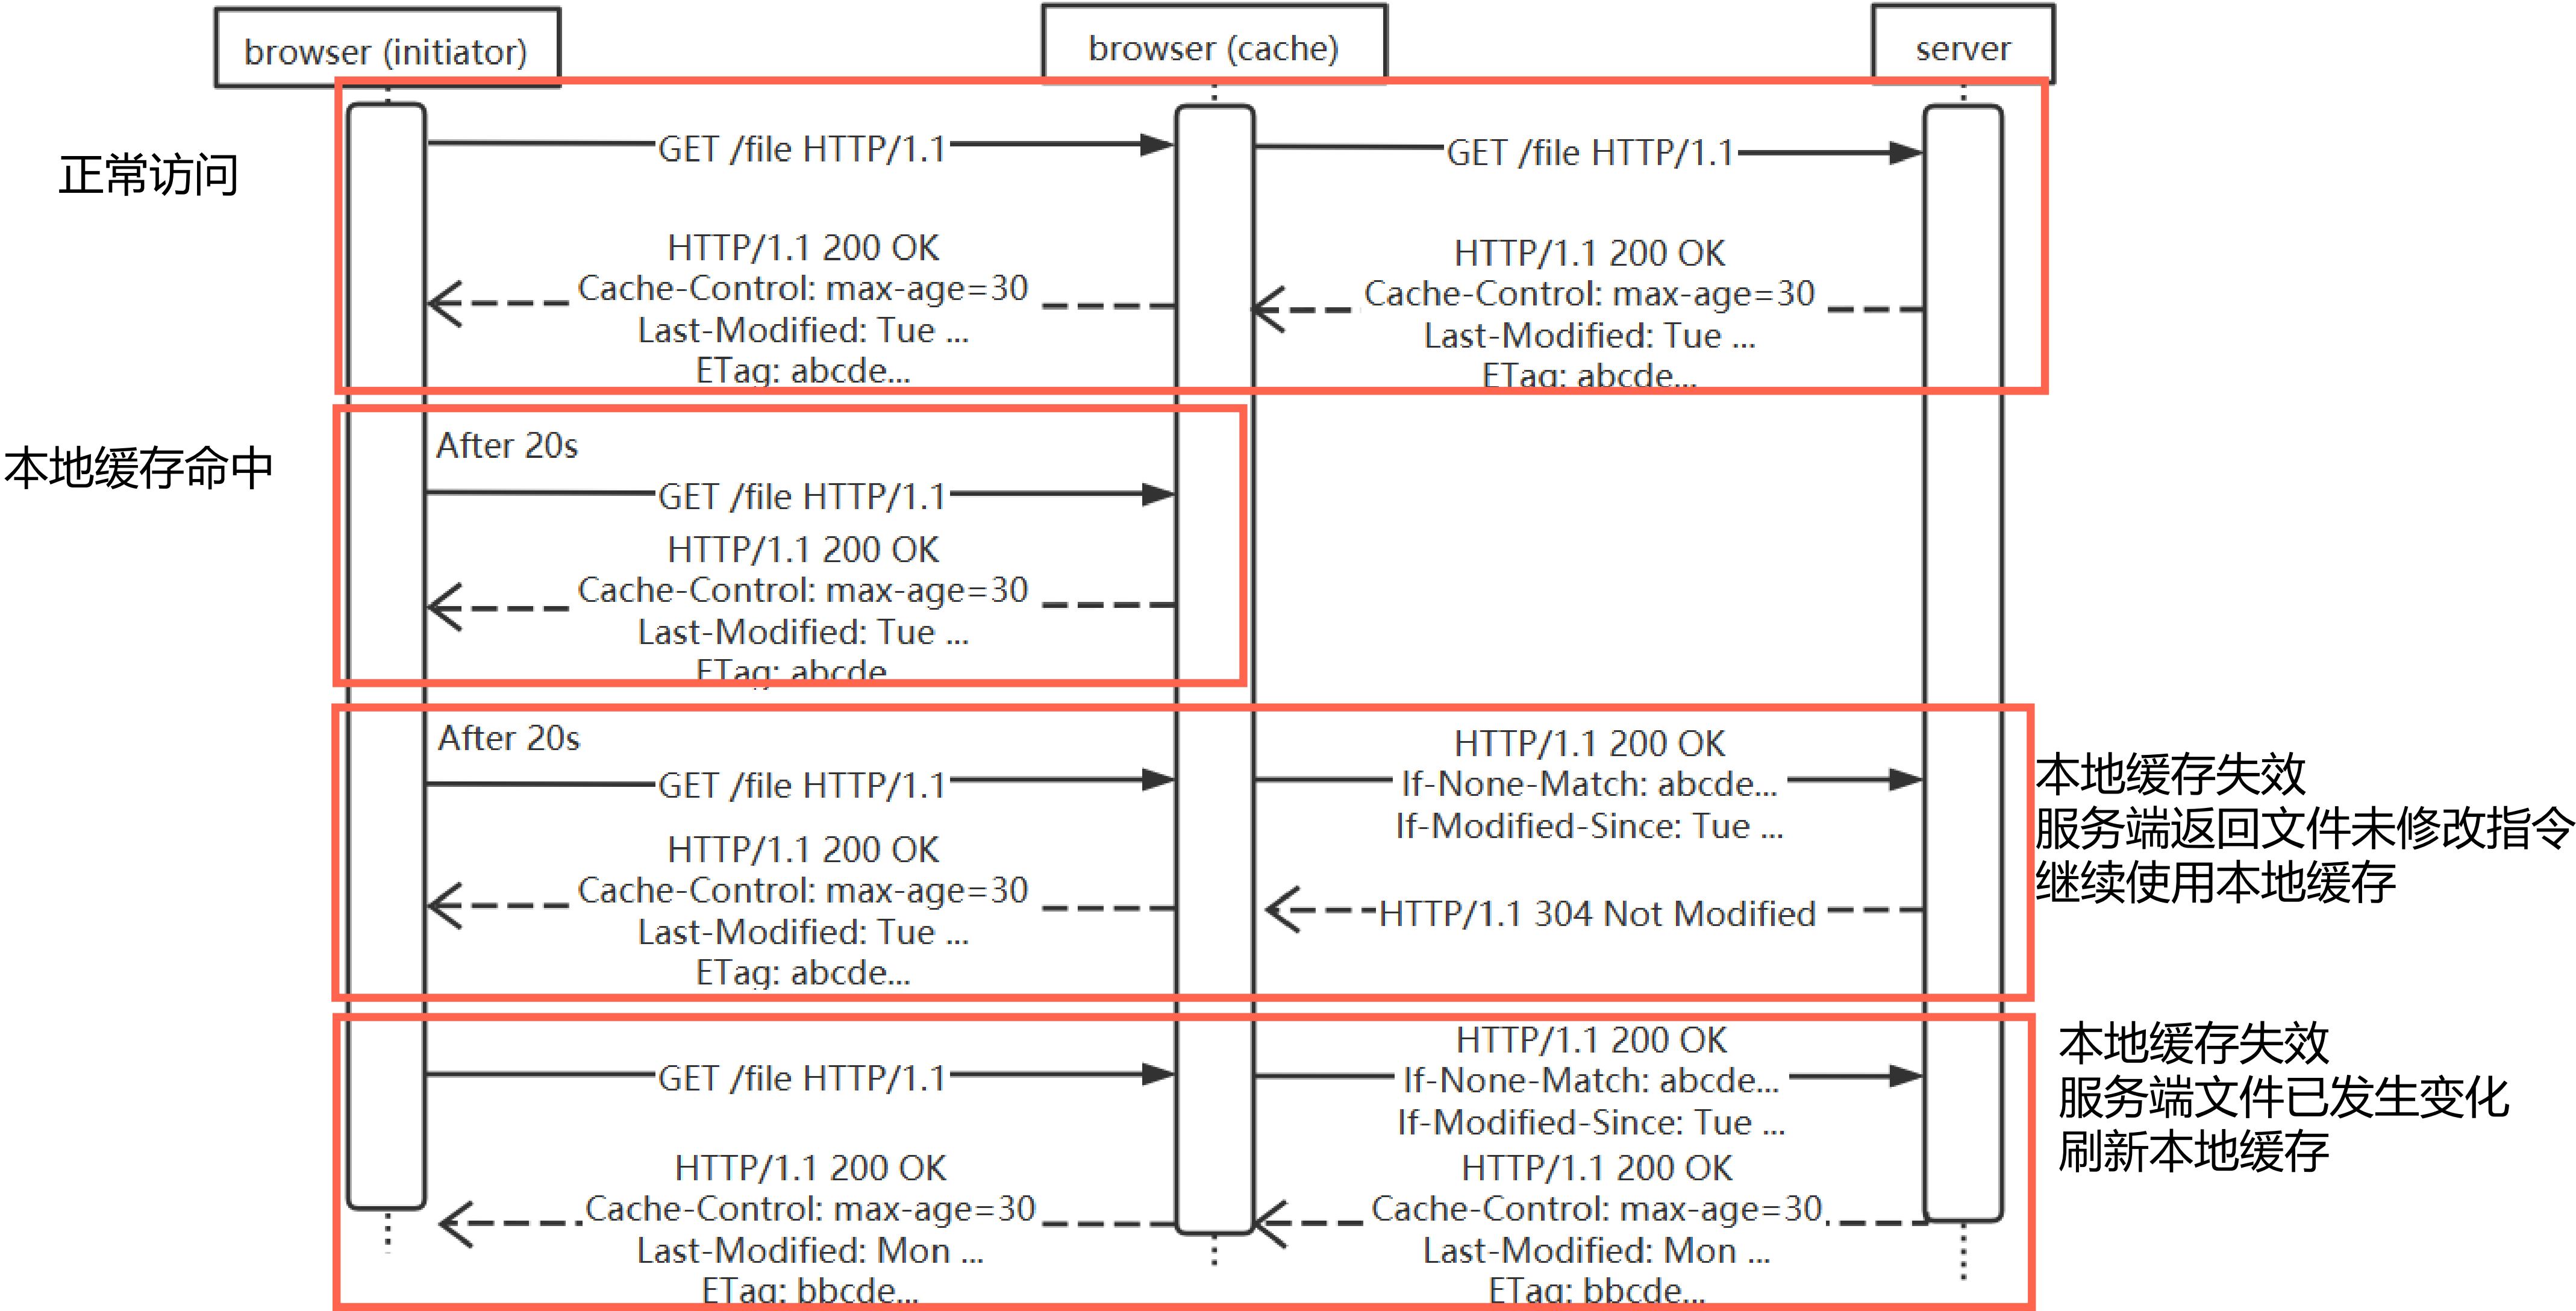 browser (initiator)
browser (cache)
server
正常访问
GET /file HTTP/1.1
GET /file HTTP/1.1
HTTP/1.1 200 OK
Cache-Control: max-age=30
Last-Modified: Tue ...
ETag: abcde...
HTTP/1.1 200 OK
Cache-Control: max-age=30
Last-Modified: Tue ...
ETag: abcde...
本地缓存命中
After 20s
GET /file HTTP/1.1
HTTP/1.1 200 OK
Cache-Control: max-age=30
Last-Modified: Tue ...
ETag: abcde
After 20s
GET /file HTTP/1.1
HTTP/1.1 200 OK
If-None-Match: abcde...
If-Modified-Since: Tue ...
HTTP/1.1 200 OK
Cache-Control: max-age=30
Last-Modified: Tue ...
ETag: abcde...
HTTP/1.1 304 Not Modified
本地缓存失效
服务端返回文件未修改指令
继续使用本地缓存
GET /file HTTP/1.1
HTTP/1.1 200 OK
If-None-Match: abcde...
If-Modified-Since: Tue ...
HTTP/1.1 200 OK
Cache-Control: max-age=30
Last-Modified: Mon ...
ETag: bbcde...
HTTP/1.1 200 OK
Cache-Control: max-age=30
Last-Modified: Mon ...
ETag: bbcde...
本地缓存失效
服务端文件已发生变化
刷新本地缓存